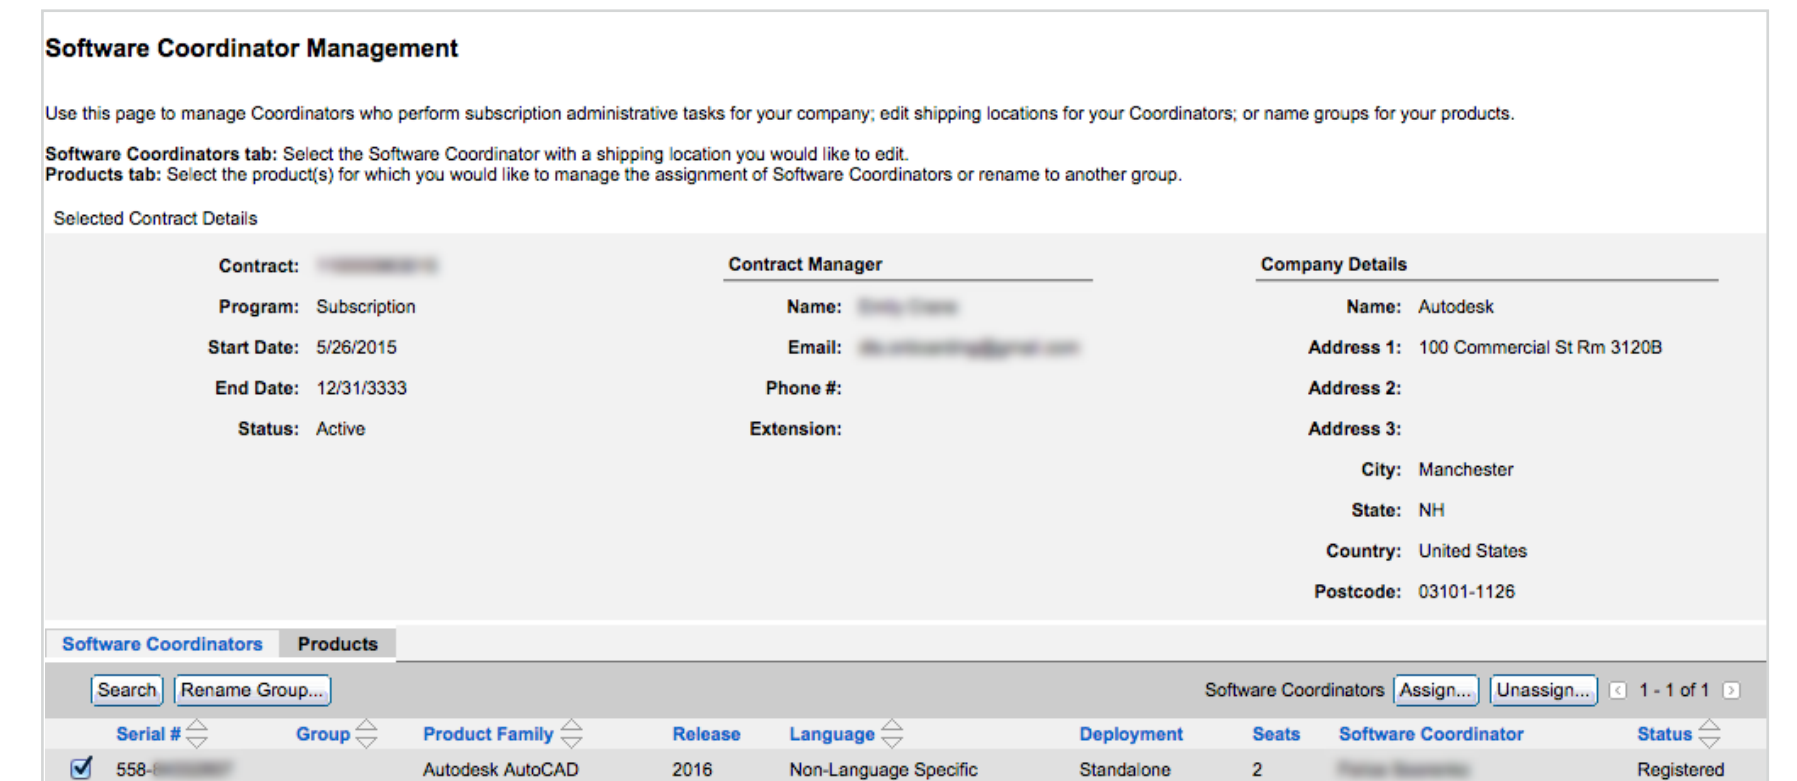 Software Coordinator Management
Use this page to manage Coordinators who perform subscription administrative tasks for your company; edit shipping locations for your Coordinators; or name groups for your products.
Software Coordinators tab: Select the Software Coordinator with a shipping location you would like to edit.
Products tab: Select the product(s) for which you would like to manage the assignment of Software Coordinators or rename to another group.
Selected Contract Details
Contract:
Program: Subscription
Start Date: 5/26/2015
End Date: 12/31/3333
Status: Active
Contract Manager
Name:
Email:
Phone #:
Extension:
Company Details
Name: Autodesk
Address 1: 100 Commercial St Rm 3120B
Address 2:
Address 3:
City: Manchester
State: NH
Country: United States
Postcode: 03101-1126
Software Coordinators Products
Search Rename Group... Software Coordinators Assign... Unassign... 1 - 1 of 1
Serial # Group Product Family Release Language Deployment Seats Software Coordinator Status
558- Autodesk AutoCAD 2016 Non-Language Specific Standalone 2 Registered